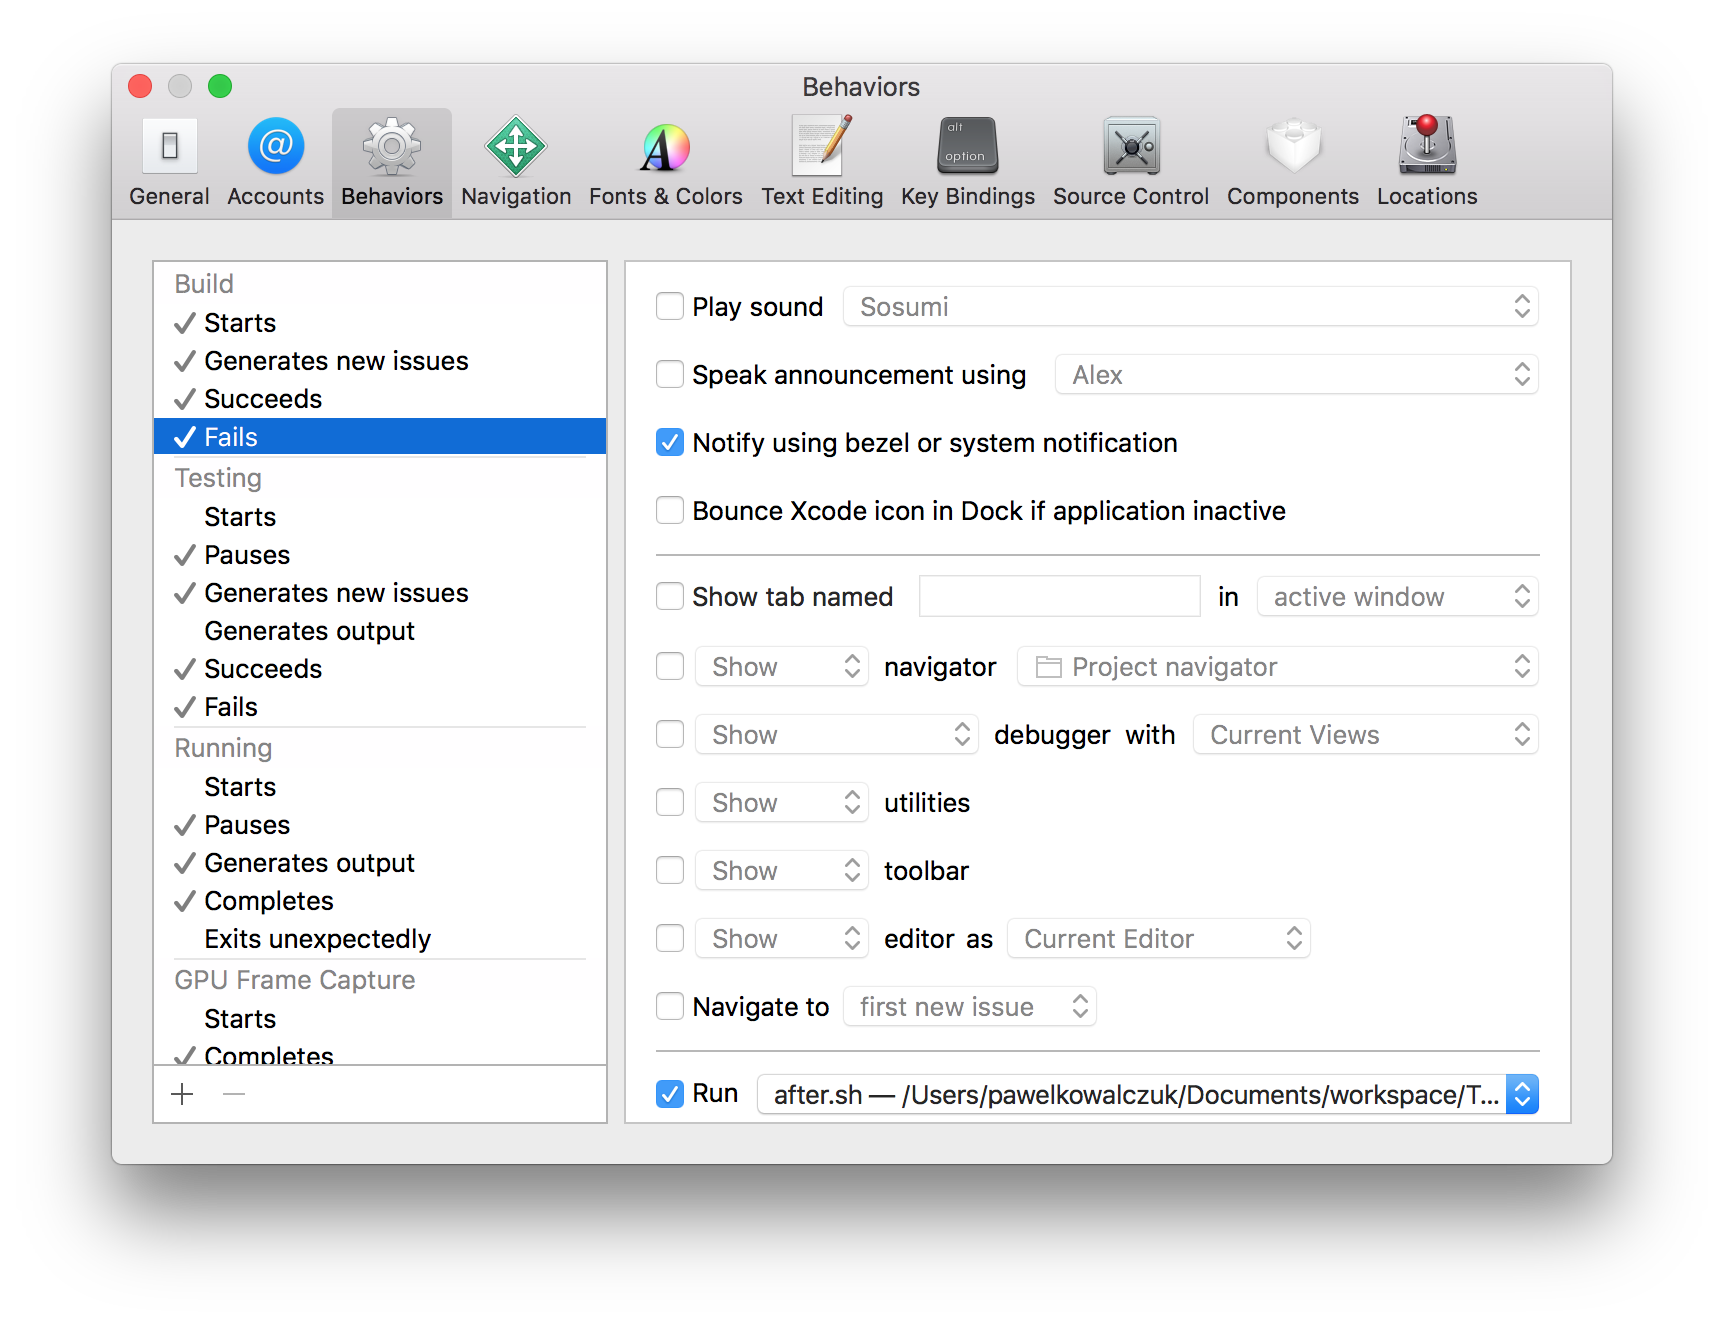 Behaviors
@
alt
option
A
General Accounts Behaviors Navigation Fonts & Colors Text Editing Key Bindings Source Control Components Locations
Build
Starts
Generates new issues
Succeeds
Fails
Testing
Starts
Pauses
Generates new issues
Generates output
Succeeds
Fails
Running
Starts
Pauses
Generates output
Completes
Exits unexpectedly
GPU Frame Capture
Starts
Completes
Play sound Sosumi
Speak announcement using Alex
Notify using bezel or system notification
Bounce Xcode icon in Dock if application inactive
Show tab named in active window
Show navigator Project navigator
Show debugger with Current Views
Show utilities
Show toolbar
Show editor as Current Editor
Navigate to first new issue
Run after.sh — /Users/pawelkowalczuk/Documents/workspace/T...